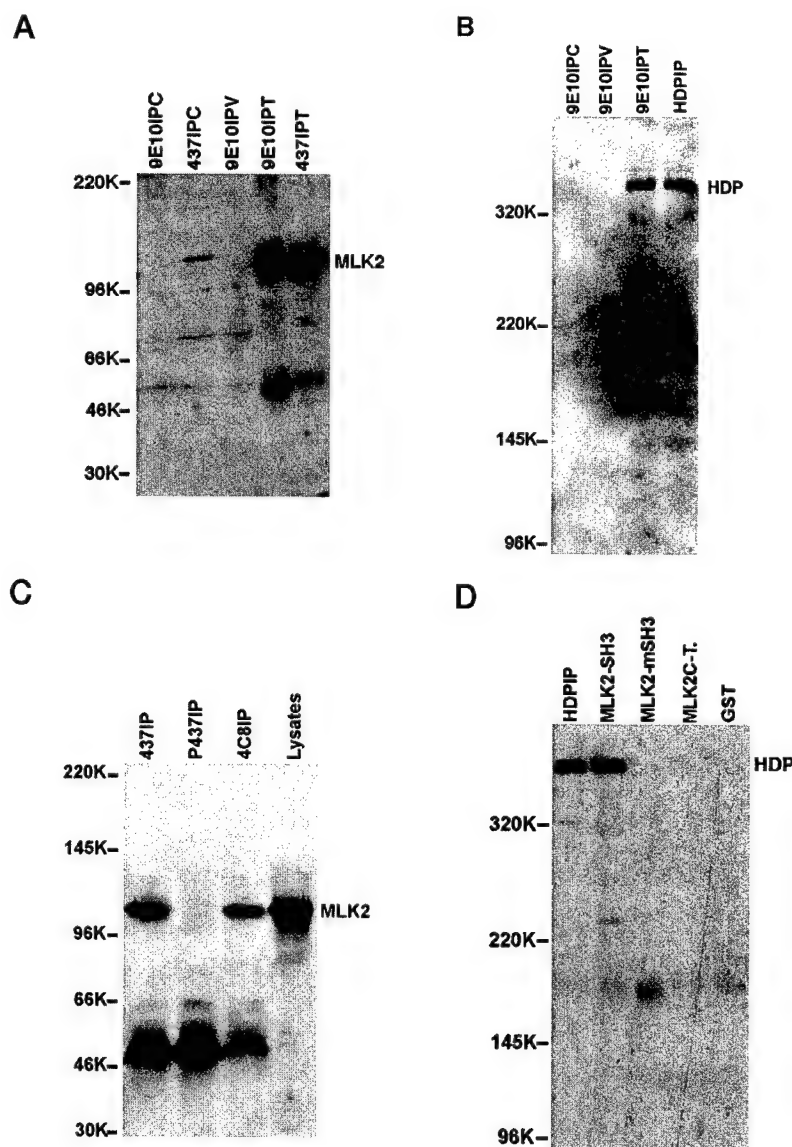 A
9E10IPC
437IPC
9E10IPV
9E10IPT
437IPT
220K-
96K-
66K-
46K-
30K-
MLK2
B
9E10IPC
9E10IPV
9E10IPT
HDPIP
320K-
220K-
145K-
96K-
HDP
C
437IP
P437IP
4C8IP
Lysates
220K-
145K-
96K-
66K-
46K-
30K-
MLK2
D
HDPIP
MLK2-SH3
MLK2-mSH3
MLK2C-T.
GST
320K-
220K-
145K-
96K-
HDP